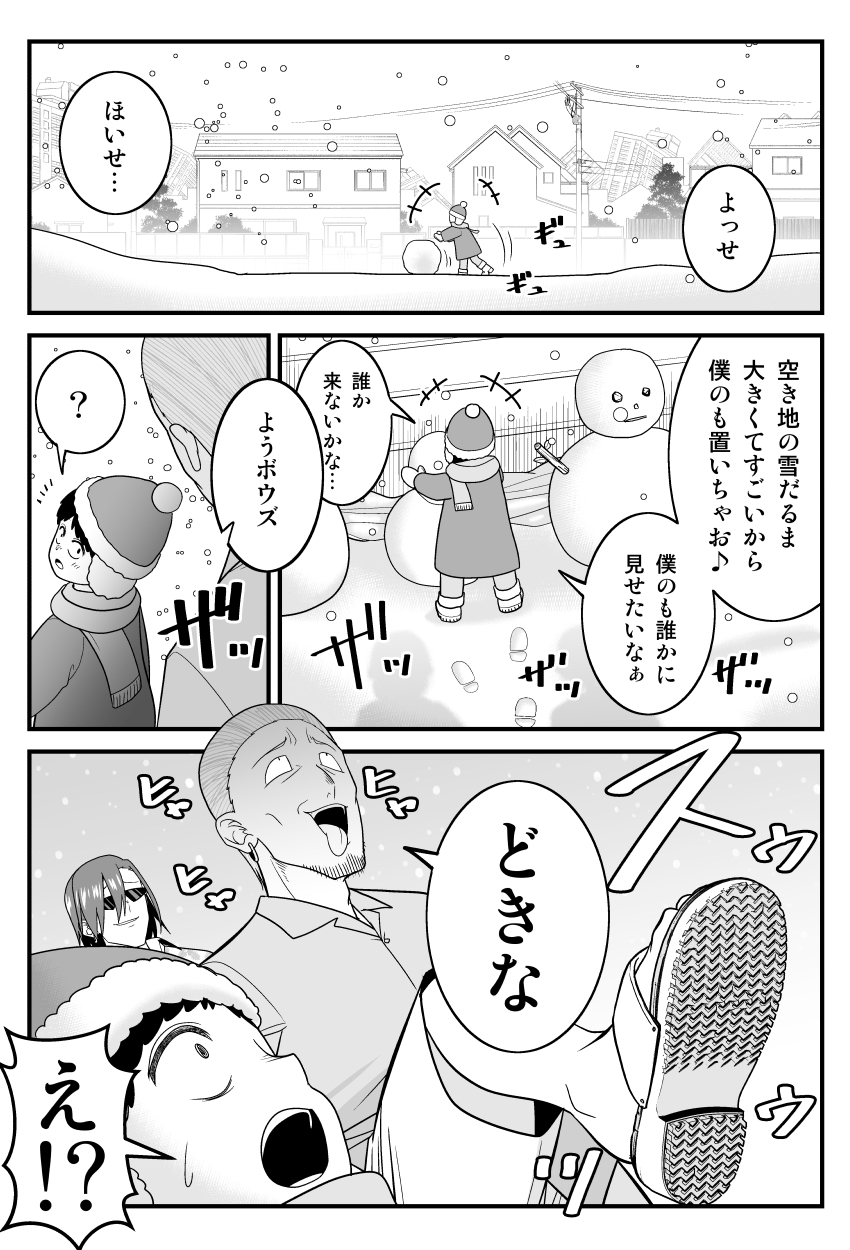 よっせ
ほいせ…
ギュ
ギュ
空き地の雪だるま
大きくてすごいから
僕のも置いちゃお♪
僕のも誰かに
見せたいなぁ
誰か
来ないかな…
ザッ
ザッ
ザッ
ようボウズ
?
ザッ
スゥゥッ
どきな
ヒャ
ヒャ
ヒャ
え!?